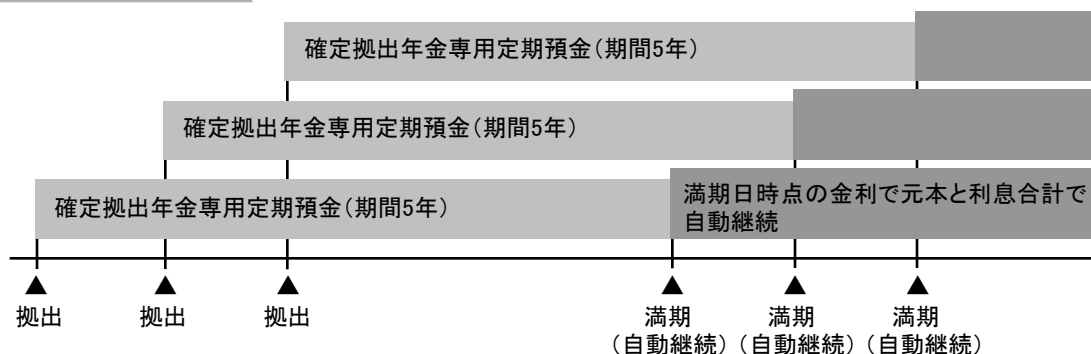 確定拠出年金専用定期預金(期間5年)
確定拠出年金専用定期預金(期間5年)
確定拠出年金専用定期預金(期間5年)
満期日時点の金利で元本と利息合計で
自動継続
▲ ▲ ▲ ▲ ▲ ▲
拠出 拠出 拠出 満期 満期 満期
(自動継続) (自動継続) (自動継続)